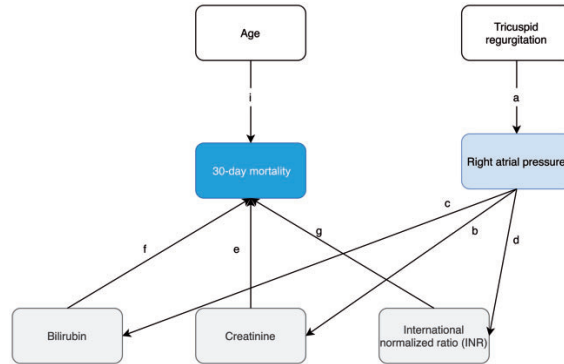 Age
Tricuspid
regurgitation
i
a
30-day mortality
Right atrial pressure
c
g
b
d
f
e
Bilirubin
Creatinine
International
normalized ratio (INR)